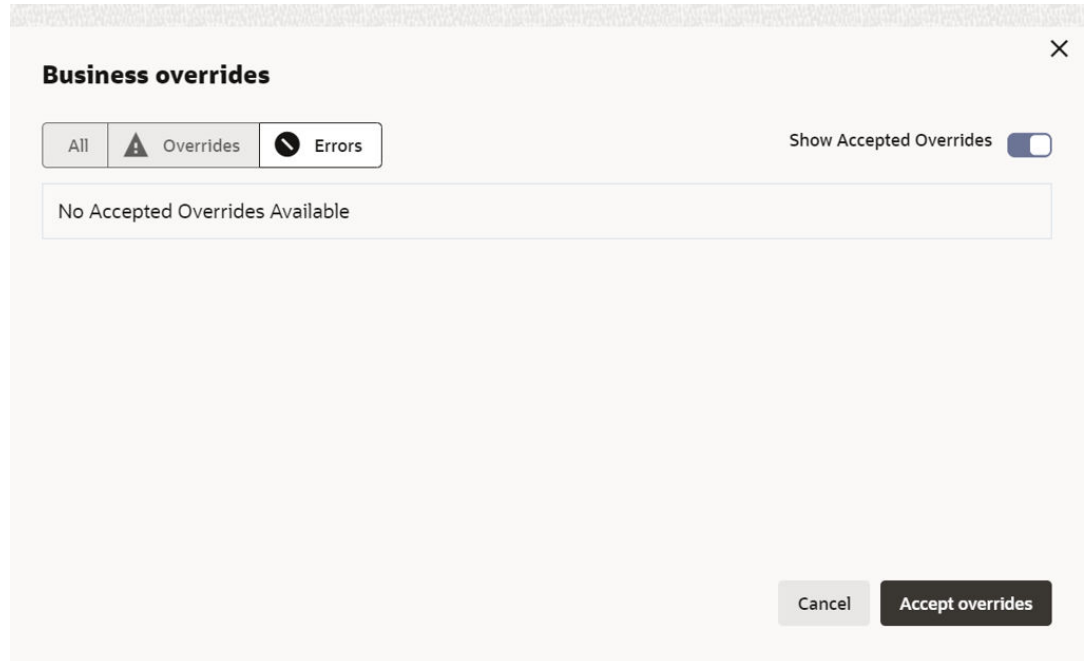 Business overrides
All Overrides Errors Show Accepted Overrides
No Accepted Overrides Available
Cancel Accept overrides